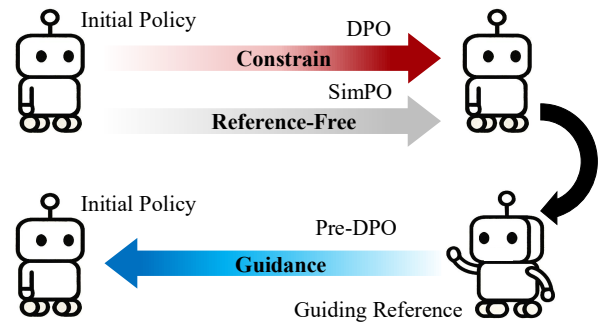 Initial Policy
DPO
Constrain
SimPO
Reference-Free
Initial Policy
Pre-DPO
Guidance
Guiding Reference